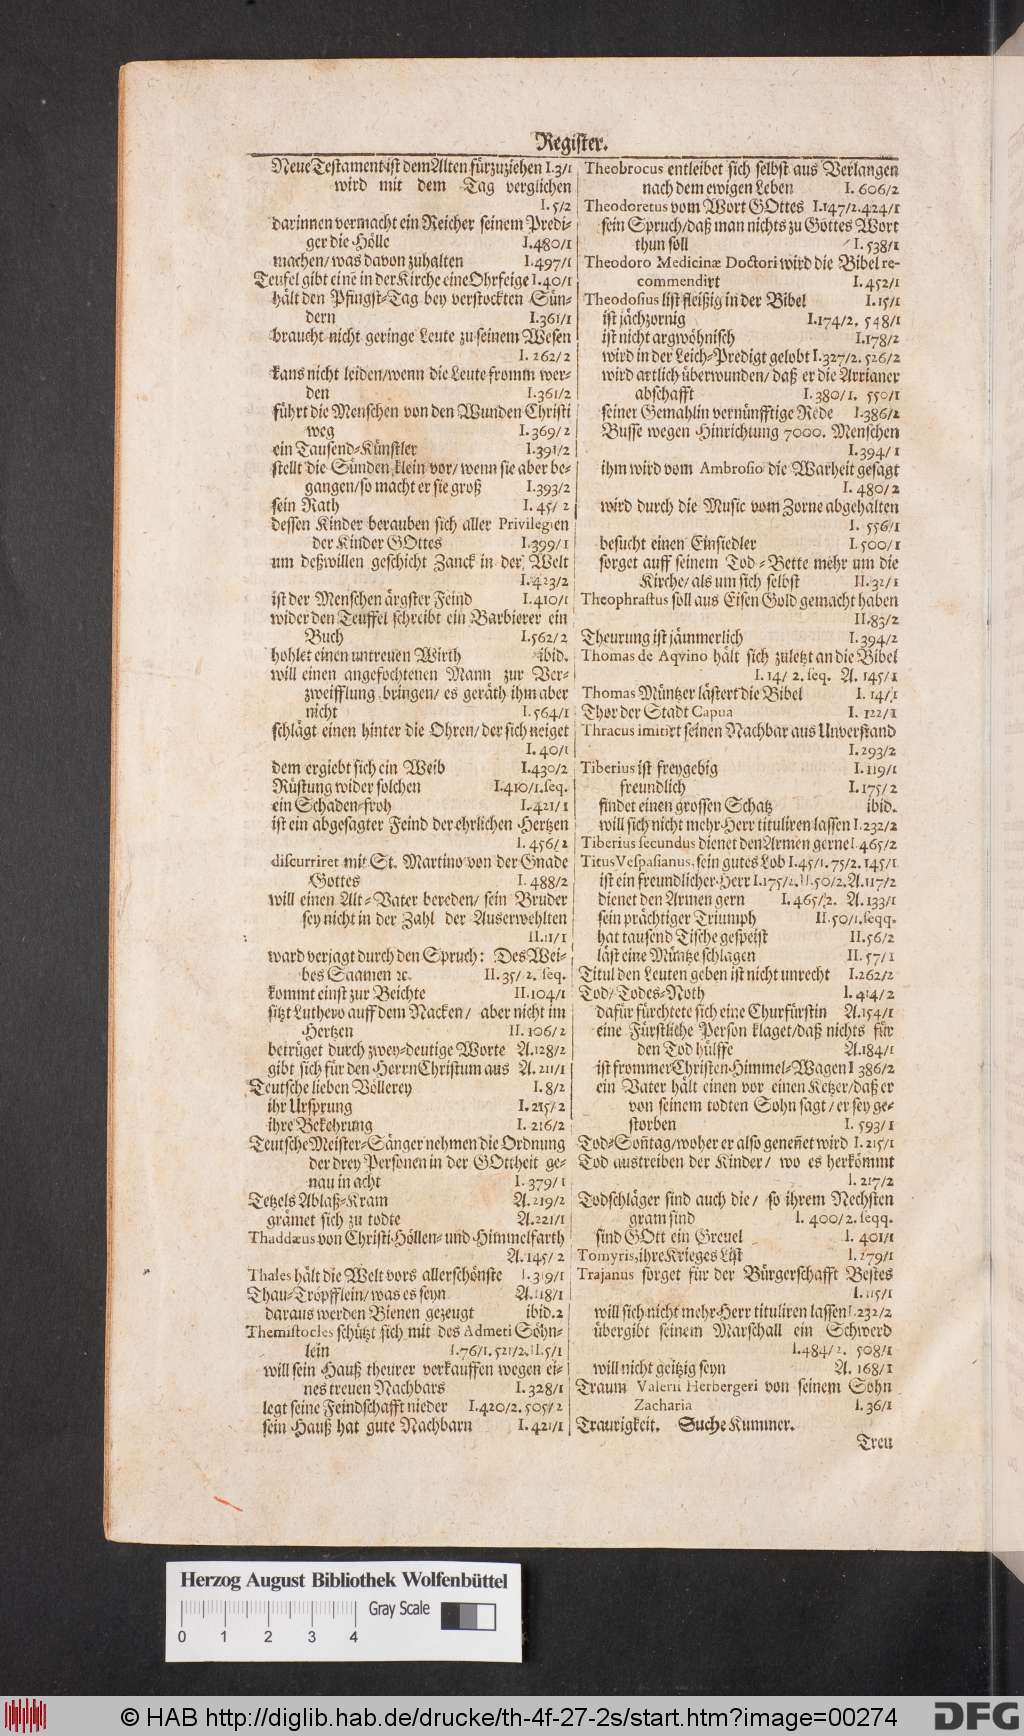 Register.
Neue Testament ist dem Alten fürzuziehen I.3/1
wird mit dem Tag verglichen
I. 5/2
darinnen vermacht ein Reicher seinem Predi-
ger die Hölle I.480/1
machen/ was davon zuhalten I.497/1
Teufel gibt eine in der Kirche eine Ohrfeige I.40/1
hält den Pfingst-Tag bey verstockten Sün-
dern I.361/1
braucht nicht geringe Leute zu seinem Wesen
I. 262/2
kans nicht leiden/wenn die Leute fromm wer-
den I.361/2
führt die Menschen von den Wunden Christi
weg I. 369/2
ein Tausend-Künstler I.391/2
stellt die Sünden klein vor/ wenn sie aber be-
gangen/so macht er sie groß I.393/2
sein Rath I. 45/ 2
dessen Kinder berauben sich aller Privilegien
der Kinder GOttes I.399/1
um deßwillen geschicht Zanck in der Welt
I.423/2
ist der Menschen ärgster Feind I.410/1
wider den Teuffel schreibt ein Barbierer ein
Buch I.562/2
hohlet einen untreuen Wirth ibid.
will einen angefochtenen Mann zur Ver-
zweifflung bringen/ es geräth ihm aber
nicht I.564/1
schlägt einen hinter die Ohren/ der sich neiget
I. 40/1
dem ergiebt sich ein Weib I.430/2
Rüstung wider solchen I.410/1.seq.
ein Schaden-froh I.421/1
ist ein abgesagter Feind der ehrlichen Hertzen
I. 456/2
discurriret mit St. Martino von der Gnade
Gottes I. 488/2
will einen Alt-Vater bereden/ sein Bruder
sey nicht in der Zahl der Auserwehlten
II.11/1
ward verjagt durch den Spruch: Des Wei-
bes Saamen ꝛc. II. 35/ 2. seq.
kommt einst zur Beichte II.104/1
sitzt Luthero auff dem Nacken/ aber nicht im
Hertzen II. 106/2
betrüget durch zwey-deutige Worte A.128/2
gibt sich für den HerrnChristum aus A. 211/1
Teutsche lieben Völlerey I.8/2
ihr Ursprung I.215/2
ihre Bekehrung I. 216/2
Teutsche Meister-Sänger nehmen die Ordnung
der drey Personen in der GOttheit ge-
nau in acht I. 379/1
Tetzels Ablaß-Kram A.219/2
grämet sich zu todte A.221/1
Thaddæus von Christi Höllen- und Himmelfarth
A. 145/2
Thales hält die Welt vors allerschönste I.319/1
Thau-Tröpfflein/was es seyn A.118/1
daraus werden Bienen gezeugt ibid.2
Themistocles schützt sich mit des Admeti Söhn-
lein I.76/1. 521/2. II.5/1
will sein Hauß theurer verkauffen wegen ei-
nes treuen Nachbars I. 328/1
legt seine Feindschafft nieder I.420/2. 505/2
sein Hauß hat gute Nachbarn I. 421/1
Theobrocus entleibet sich selbst aus Verlangen
nach dem ewigen Leben I. 606/2
Theodoretus vom Wort GOttes I.147/2.424/1
sein Spruch/daß man nichts zu Gottes Wort
thun soll I.538/1
Theodoro Medicinæ Doctori wird die Bibel re-
commendirt I.452/1
Theodosius list fleißig in der Bibel I.15/1
ist jächzornig I.174/2. 548/1
ist nicht argwöhnisch I.178/2
wird in der Leich-Predigt gelobt I.327/2. 526/2
wird artlich überwunden/ daß er die Arrianer
abschafft I. 380/1. 550/1
seiner Gemahlin vernünfftige Rede I.386/2
Busse wegen Hinrichtung 7000. Menschen
I.394/1
ihm wird vom Ambrosio die Warheit gesagt
I. 480/2
wird durch die Music vom Zorne abgehalten
I. 556/1
besucht einen Einsiedler I.500/1
sorget auff seinem Tod-Bette mehr um die
Kirche/ als um sich selbst II.32/1
Theophrastus soll aus Eisen Gold gemacht haben
II.83/2
Theurung ist jämmerlich I.394/2
Thomas de Aqvino hält sich zuletzt an die Bibel
I.14/ 2. seq. A. 145/1
Thomas Müntzer lästert die Bibel I. 14/1
Thor der Stadt Capua I. 122/1
Thracus imitirt seinen Nachbar aus Unverstand
I.293/2
Tiberius ist freygebig I.119/1
freundlich I.175/2
findet einen grossen Schatz ibid.
will sich nicht mehr Herr tituliren lassen I.232/2
Tiberius secundus dienet den Armen gerne I.465/2
Titus Vespasianus, sein gutes Lob I.45/1.75/2.145/1
ist ein freundlicher Herr I.175/2.II.50/2.A.117/2
dienet den Armen gern I.465/2. A. 133/1
sein prächtiger Triumph II.50/1.seqq.
hat tausend Tische gespeist II.56/2
läst eine Müntze schlagen II. 57/1
Titul den Leuten geben ist nicht unrecht I.262/2
Tod/ Todes-Noth I.414/2
dafür fürchtete sich eine Churfürstin A.154/1
eine Fürstliche Person klaget/daß nichts für
den Tod hülffe A.184/1
ist frommer Christen Himmel-Wagen I 386/2
ein Vater hält einen vor einen Ketzer/daß er
von seinem todten Sohn sagt/ er sey ge-
storben I. 593/1
Tod-Son̄tag/woher er also genen̄et wird I.215/1
Tod austreiben der Kinder/ wo es herkömmt
I.217/2
Todschläger sind auch die/ so ihrem Nechsten
gram sind I. 400/2. seqq.
sind GOtt ein Greuel I. 401/1
Tomyris, ihre Krieges List I.279/1
Trajanus sorget für der Bürgerschafft Bestes
I.115/1
will sich nicht mehr Herr tituliren lassen I.232/2
übergibt seinem Marschall ein Schwerd
I.484/2. 508/1
will nicht geitzig seyn A. 168/1
Traum Valerii Herbergeri von seinem Sohn
Zacharia I.36/1
Traurigkeit. Suche Kummer.
Treu
Herzog August Bibliothek Wolfenbüttel
Gray Scale
0 1 2 3 4
© HAB http://diglib.hab.de/drucke/th-4f-27-2s/start.htm?image=00274
DFG